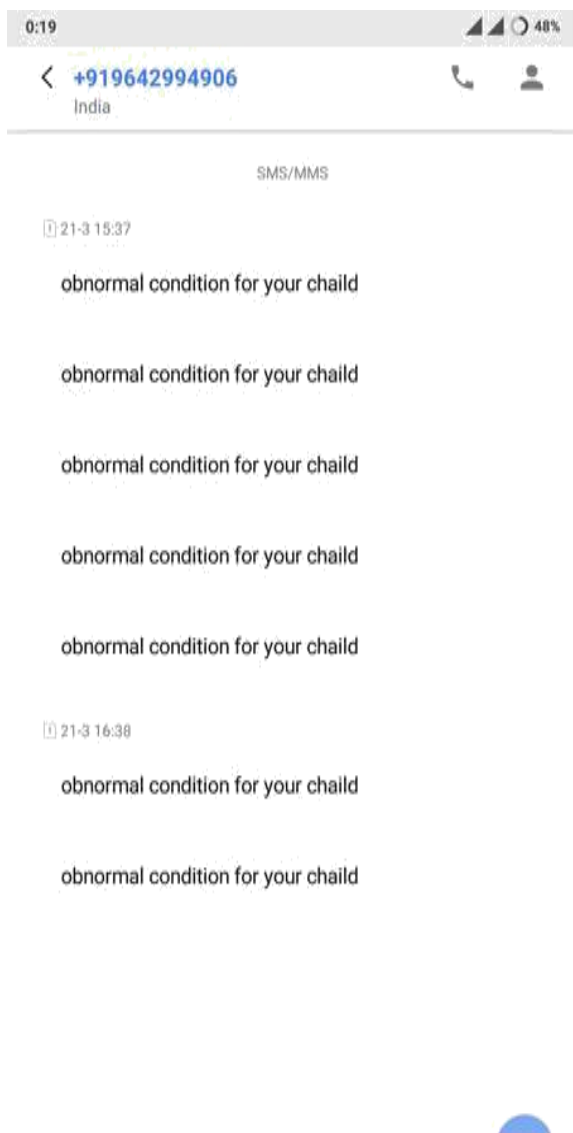 0:19
48%
+919642994906
India
SMS/MMS
21-3 15:37
obnormal condition for your chaild
obnormal condition for your chaild
obnormal condition for your chaild
obnormal condition for your chaild
obnormal condition for your chaild
21-3 16:38
obnormal condition for your chaild
obnormal condition for your chaild